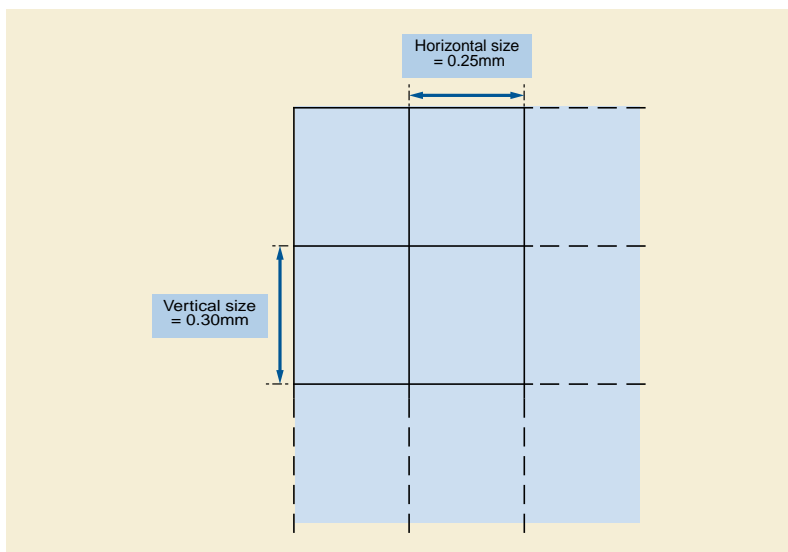 Horizontal size
= 0.25mm
Vertical size
= 0.30mm